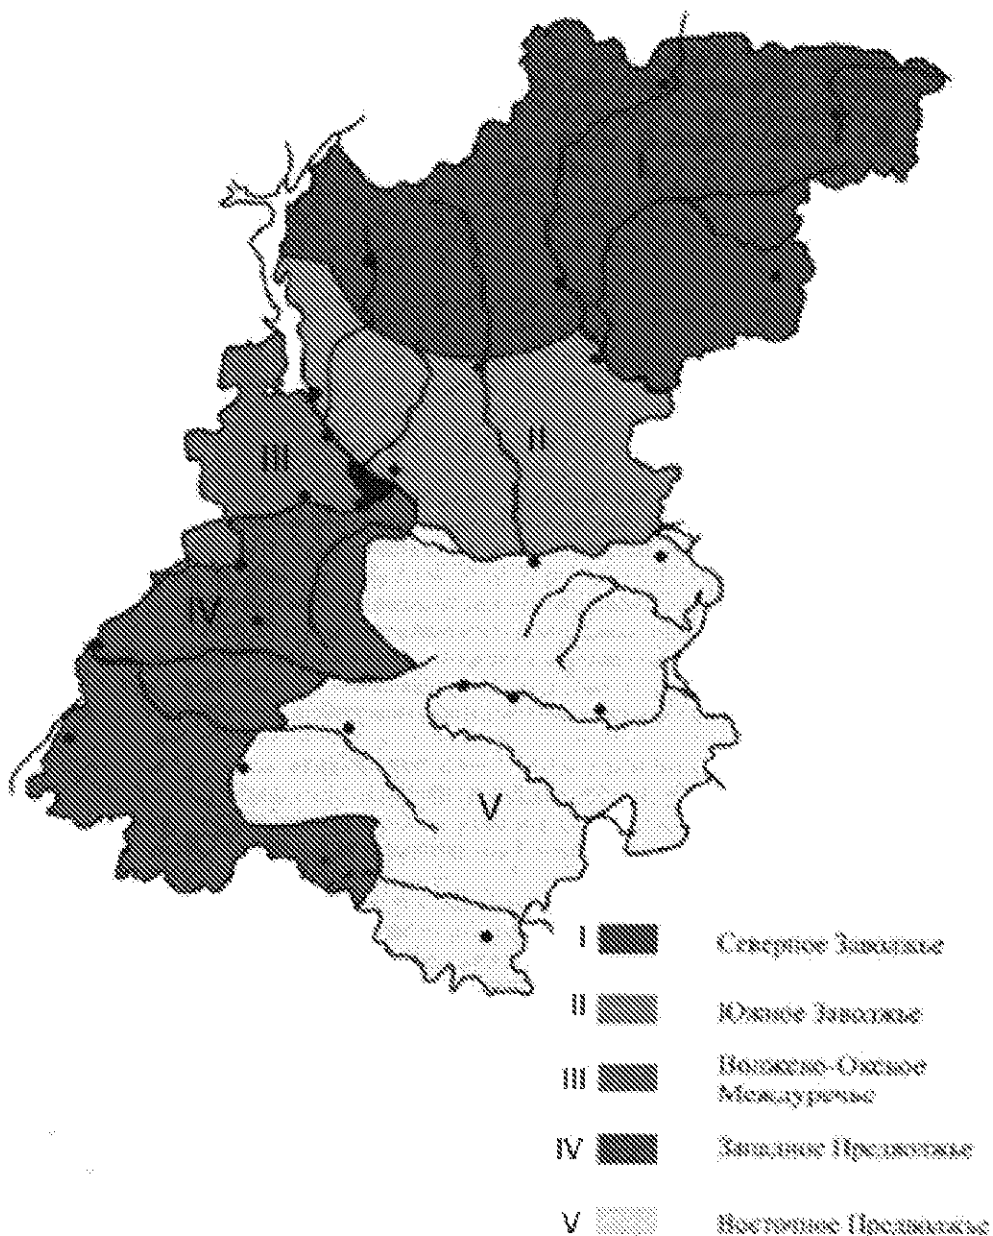 I
II
III
IV
V
I Северное Заволжье
II Южное Заволжье
III Волжско-Окское
Междуречье
IV Западное Предволжье
V Восточное Предволжье